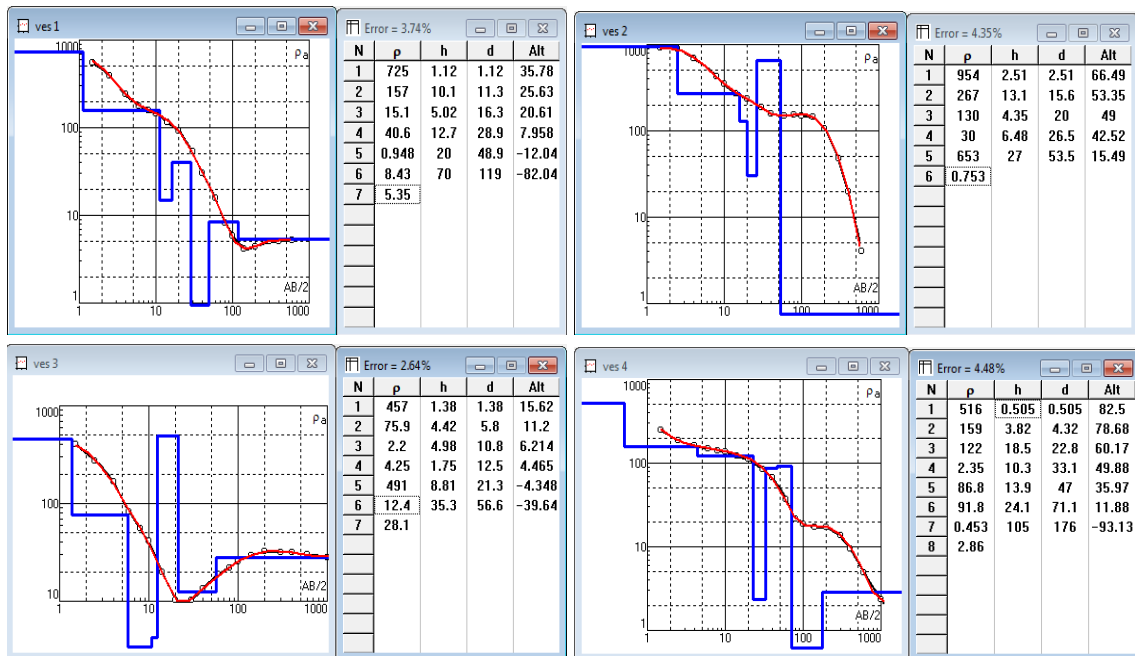 ves 1
1000
100
10
1
1 10 100 1000
ρa
AB/2
Error = 3.74%
N ρ h d Alt
1 725 1.12 1.12 35.78
2 157 10.1 11.3 25.63
3 15.1 5.02 16.3 20.61
4 40.6 12.7 28.9 7.958
5 0.948 20 48.9 -12.04
6 8.43 70 119 -82.04
7 5.35
ves 2
1000
100
10
1
1 10 100 1000
ρa
AB/2
Error = 4.35%
N ρ h d Alt
1 954 2.51 2.51 66.49
2 267 13.1 15.6 53.35
3 130 4.35 20 49
4 30 6.48 26.5 42.52
5 653 27 53.5 15.49
6 0.753
ves 3
1000
100
10
1 10 100 1000
ρa
AB/2
Error = 2.64%
N ρ h d Alt
1 457 1.38 1.38 15.62
2 75.9 4.42 5.8 11.2
3 2.2 4.98 10.8 6.214
4 4.25 1.75 12.5 4.465
5 491 8.81 21.3 -4.348
6 12.4 35.3 56.6 -39.64
7 28.1
ves 4
1000
100
10
1
1 10 100 1000
ρa
AB/2
Error = 4.48%
N ρ h d Alt
1 516 0.505 0.505 82.5
2 159 3.82 4.32 78.68
3 122 18.5 22.8 60.17
4 2.35 10.3 33.1 49.88
5 86.8 13.9 47 35.97
6 91.8 24.1 71.1 11.88
7 0.453 105 176 -93.13
8 2.86